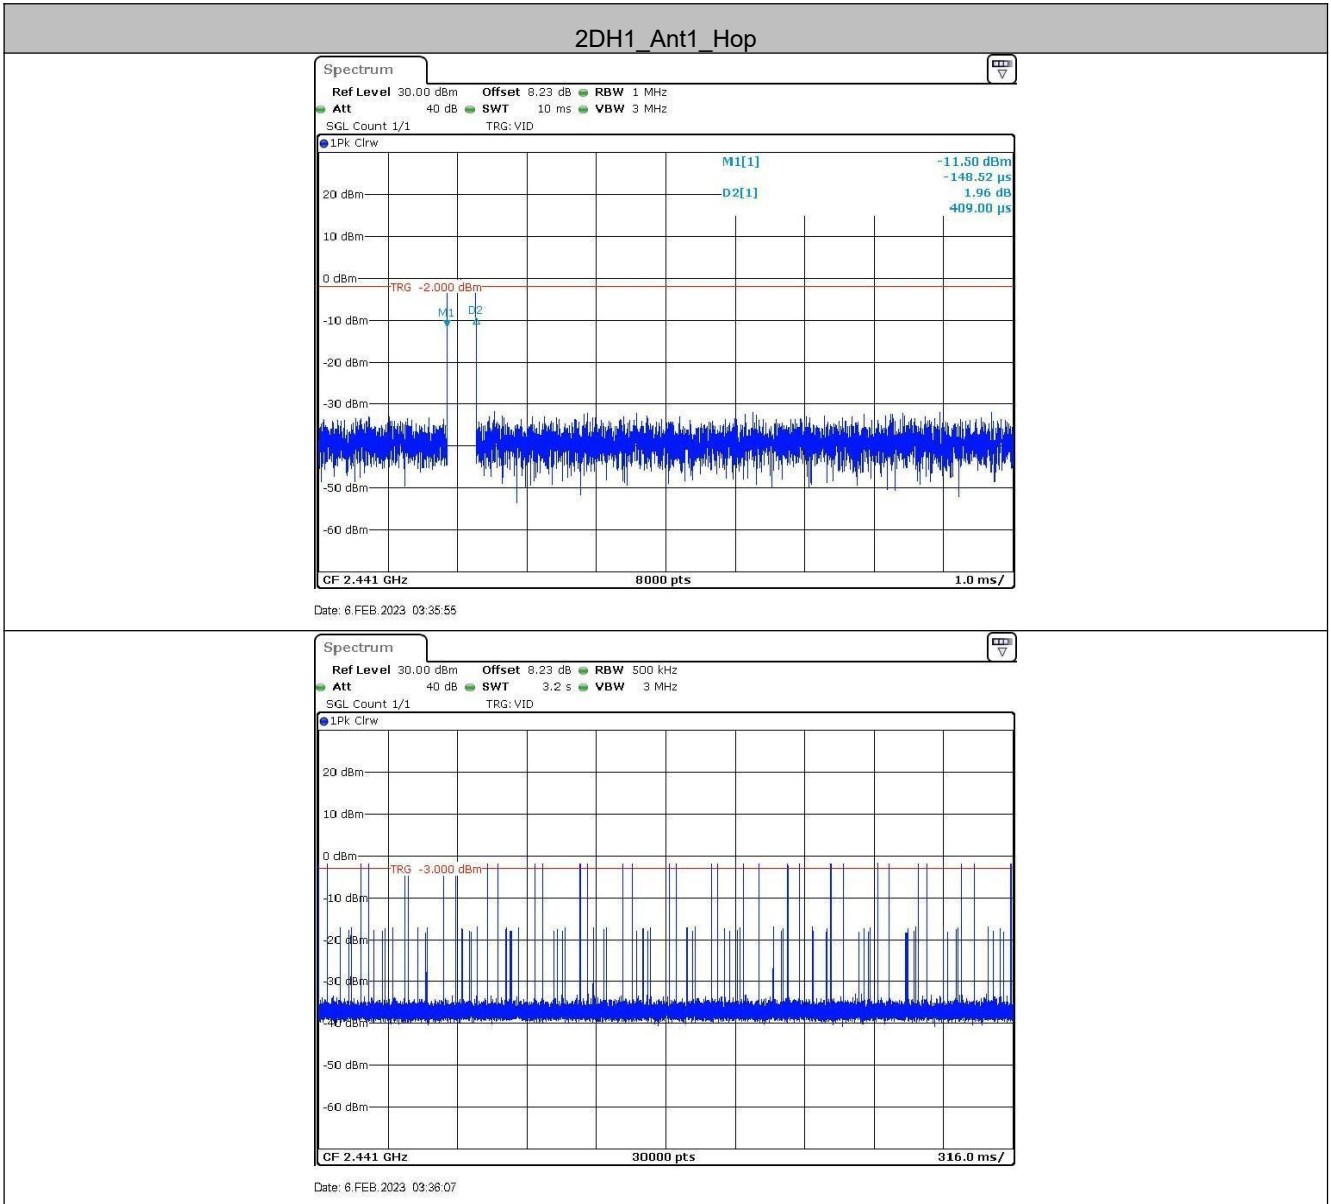 2DH1_Ant1_Hop
Spectrum
Ref Level 30.00 dBm Offset 8.23 dB RBW 1 MHz
Att 40 dB SWT 10 ms VBW 3 MHz
SGL Count 1/1 TRG: VID
1Pk Clrw
M1[1] -11.50 dBm
-148.52 µs
20 dBm D2[1] 1.96 dB
409.00 µs
10 dBm
0 dBm
TRG -2.000 dBm
M1 D2
-10 dBm
-20 dBm
-30 dBm
-50 dBm
-60 dBm
CF 2.441 GHz 8000 pts 1.0 ms/
Date: 6.FEB.2023 03:35:55
Spectrum
Ref Level 30.00 dBm Offset 8.23 dB RBW 500 kHz
Att 40 dB SWT 3.2 s VBW 3 MHz
SGL Count 1/1 TRG: VID
1Pk Clrw
20 dBm
10 dBm
0 dBm
TRG -3.000 dBm
-10 dBm
-20 dBm
-30 dBm
-40 dBm
-50 dBm
-60 dBm
CF 2.441 GHz 30000 pts 316.0 ms/
Date: 6.FEB.2023 03:36:07